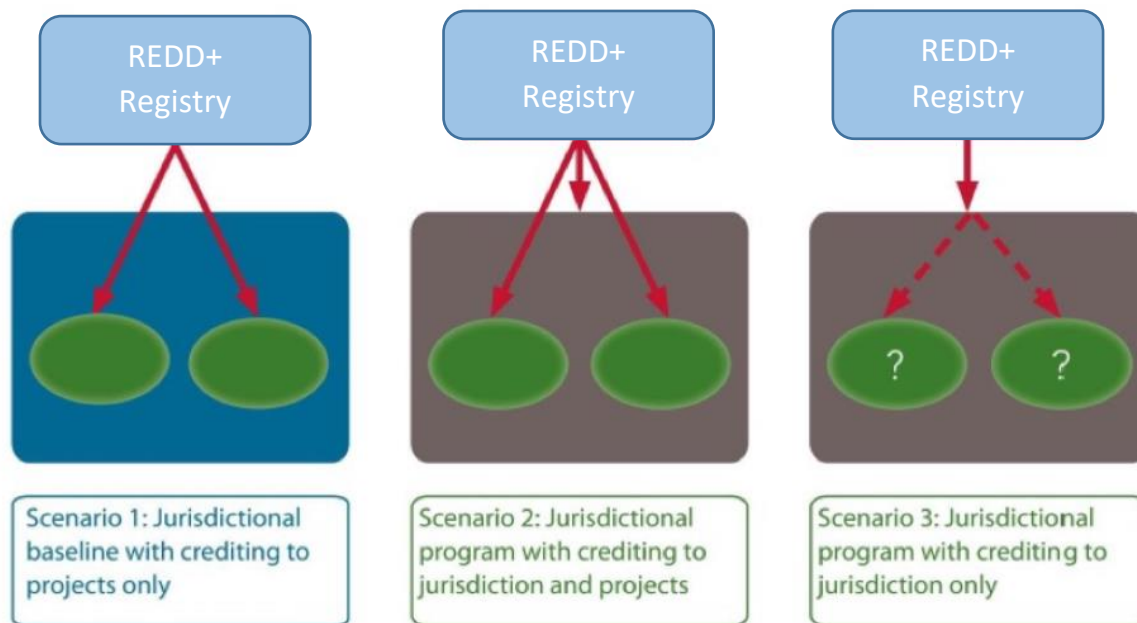 REDD+
Registry
REDD+
Registry
REDD+
Registry
?
?
Scenario 1: Jurisdictional
baseline with crediting to
projects only
Scenario 2: Jurisdictional
program with crediting to
jurisdiction and projects
Scenario 3: Jurisdictional
program with crediting to
jurisdiction only